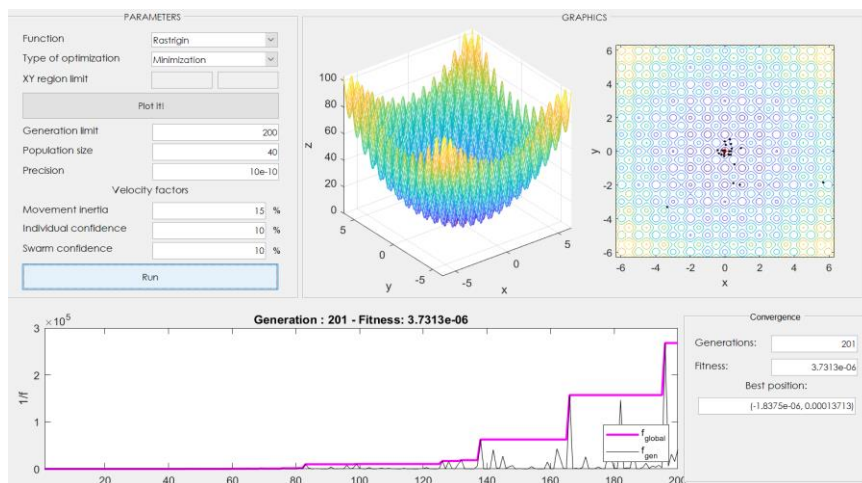 PARAMETERS
Function Rastrigin
Type of optimization Minimization
XY region limit
Plot it!
Generation limit 200
Population size 40
Precision 10e-10
Velocity factors
Movement inertia 15 %
Individual confidence 10 %
Swarm confidence 10 %
Run
GRAPHICS
100
80
60
40
20
0
z
5
0
-5
y
-5
0
5
x
6
4
2
0
-2
-4
-6
y
-6 -4 -2 0 2 4 6
x
Generation : 201 - Fitness: 3.7313e-06
×10^5
3
2
1
0
1/f
20 40 60 80 100 120 140 160 180 200
f_global
f_gen
Convergence
Generations: 201
Fitness: 3.7313e-06
Best position:
(-1.8375e-06, 0.00013713)